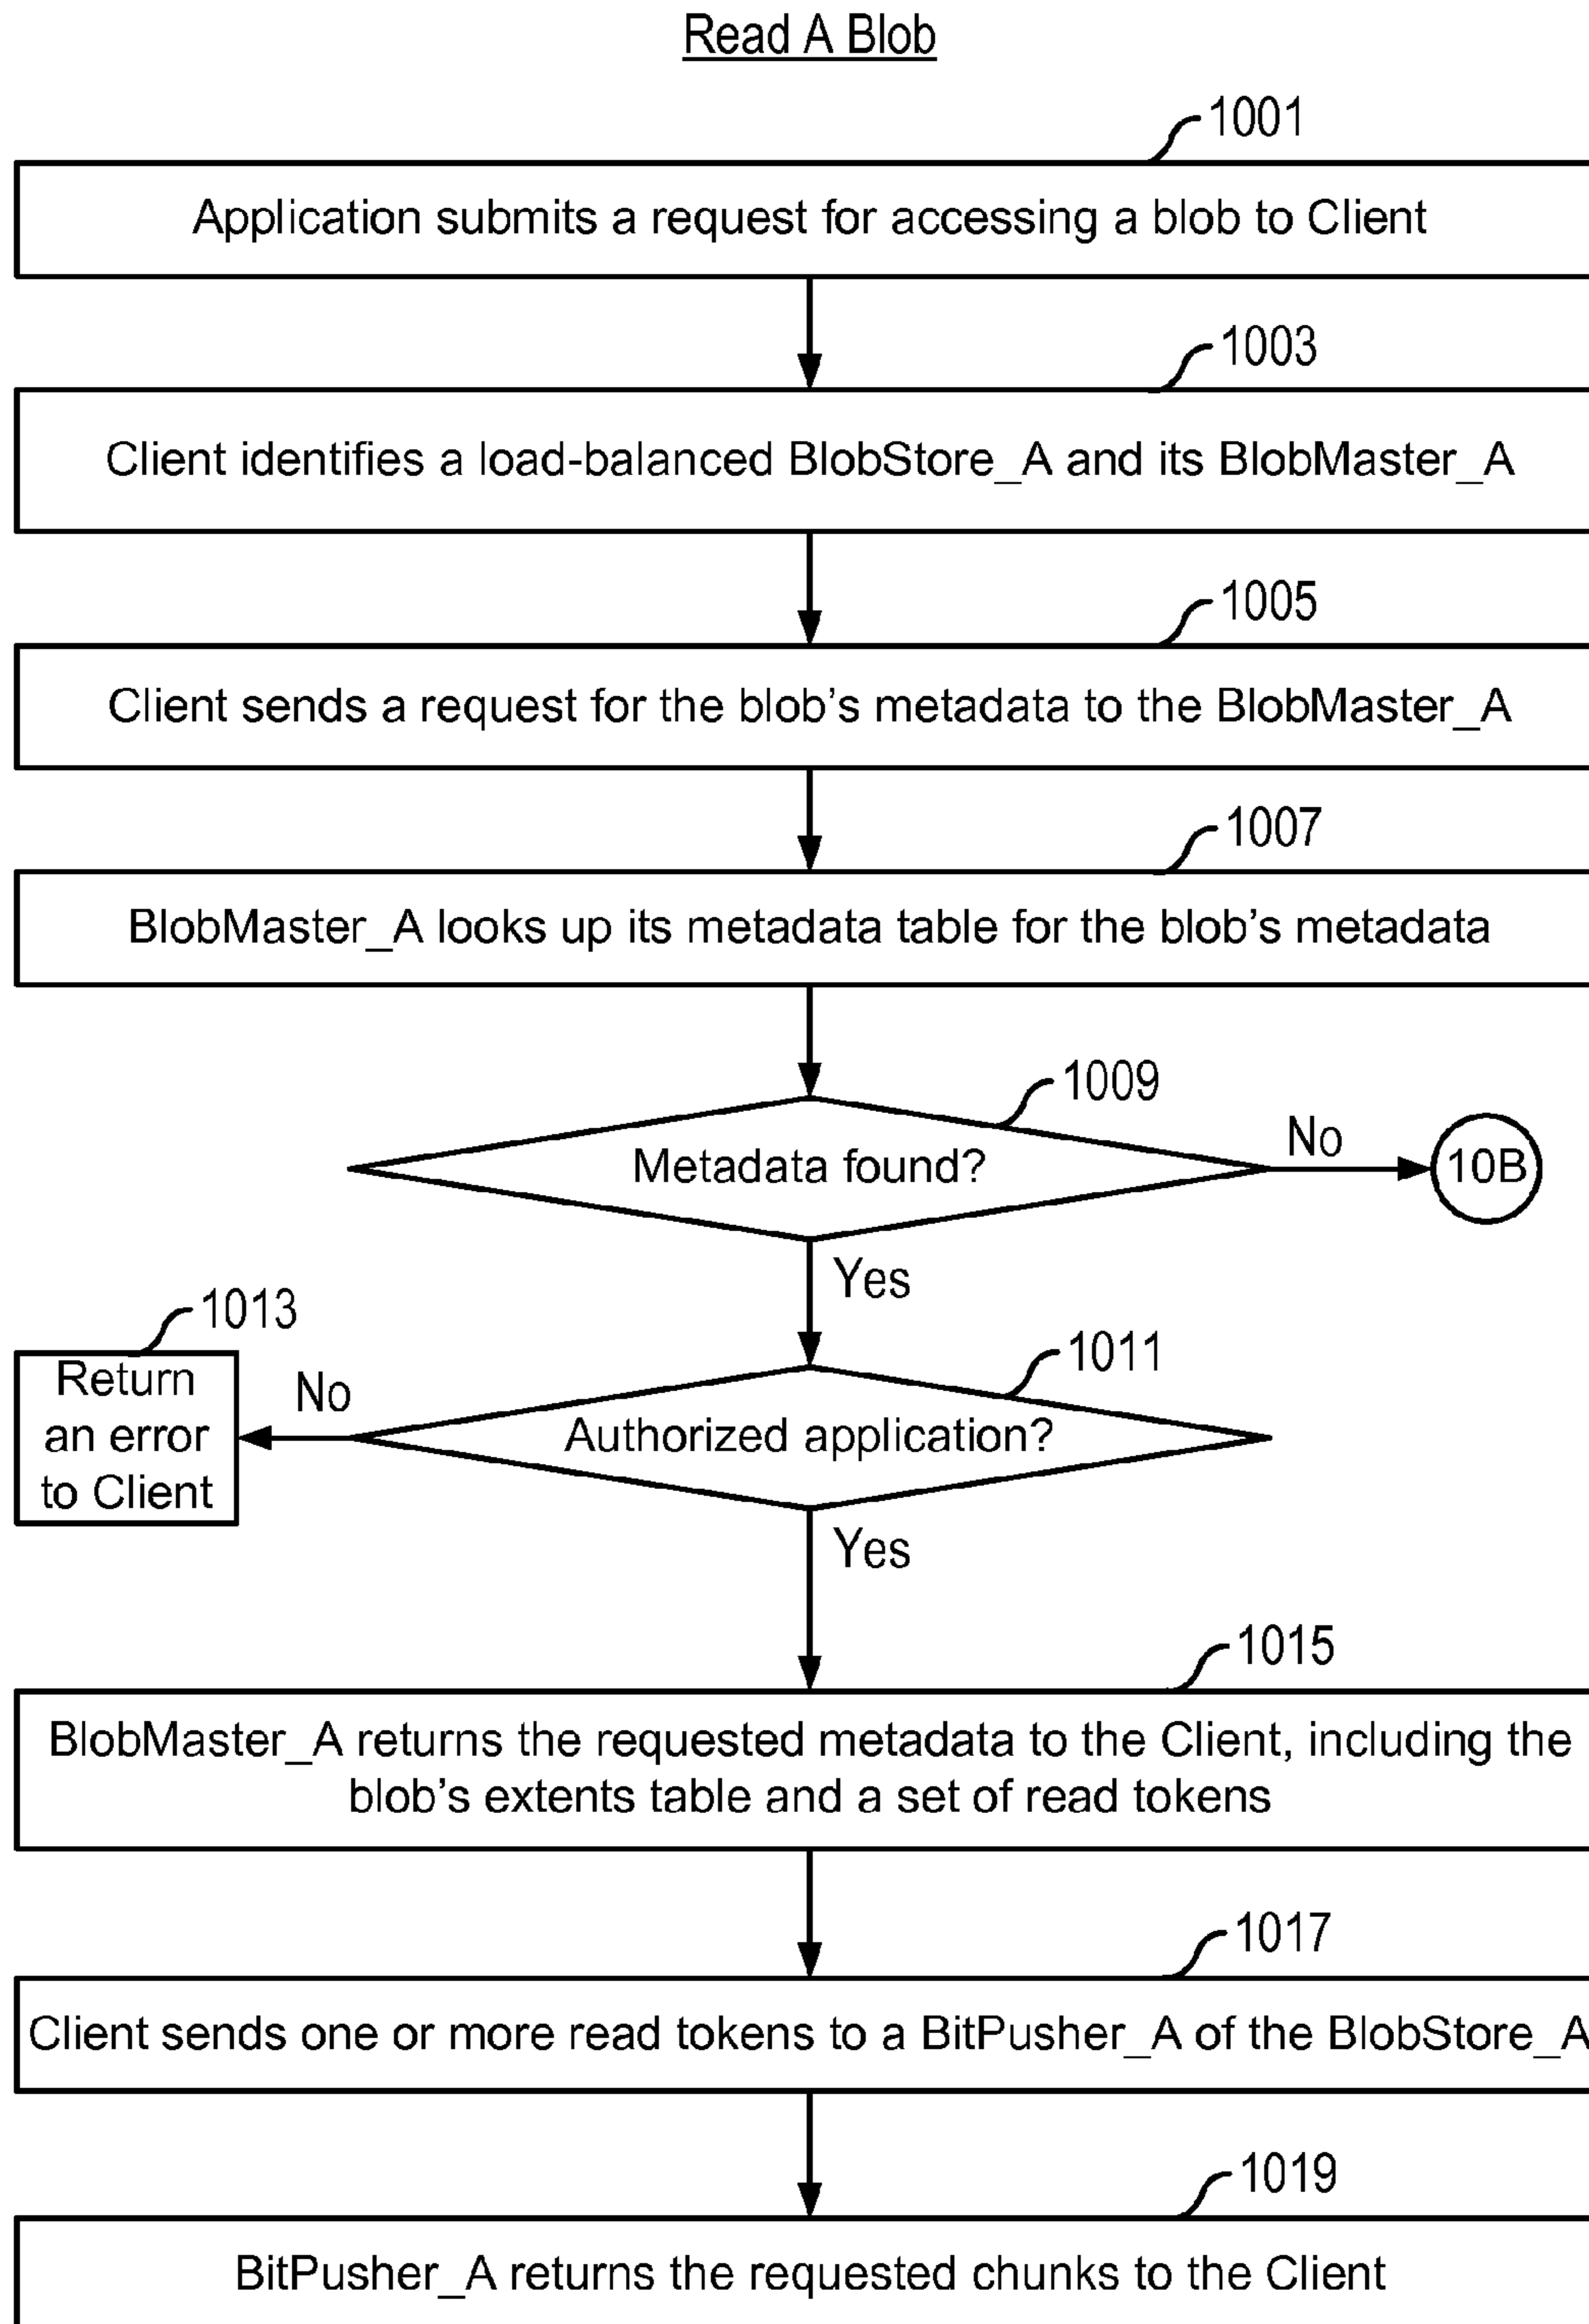 Read A Blob
1001
Application submits a request for accessing a blob to Client
1003
Client identifies a load-balanced BlobStore_A and its BlobMaster_A
1005
Client sends a request for the blob's metadata to the BlobMaster_A
1007
BlobMaster_A looks up its metadata table for the blob's metadata
1009
Metadata found?
No
10B
Yes
1011
Authorized application?
No
1013
Return
an error
to Client
Yes
1015
BlobMaster_A returns the requested metadata to the Client, including the
blob's extents table and a set of read tokens
1017
Client sends one or more read tokens to a BitPusher_A of the BlobStore_A
1019
BitPusher_A returns the requested chunks to the Client